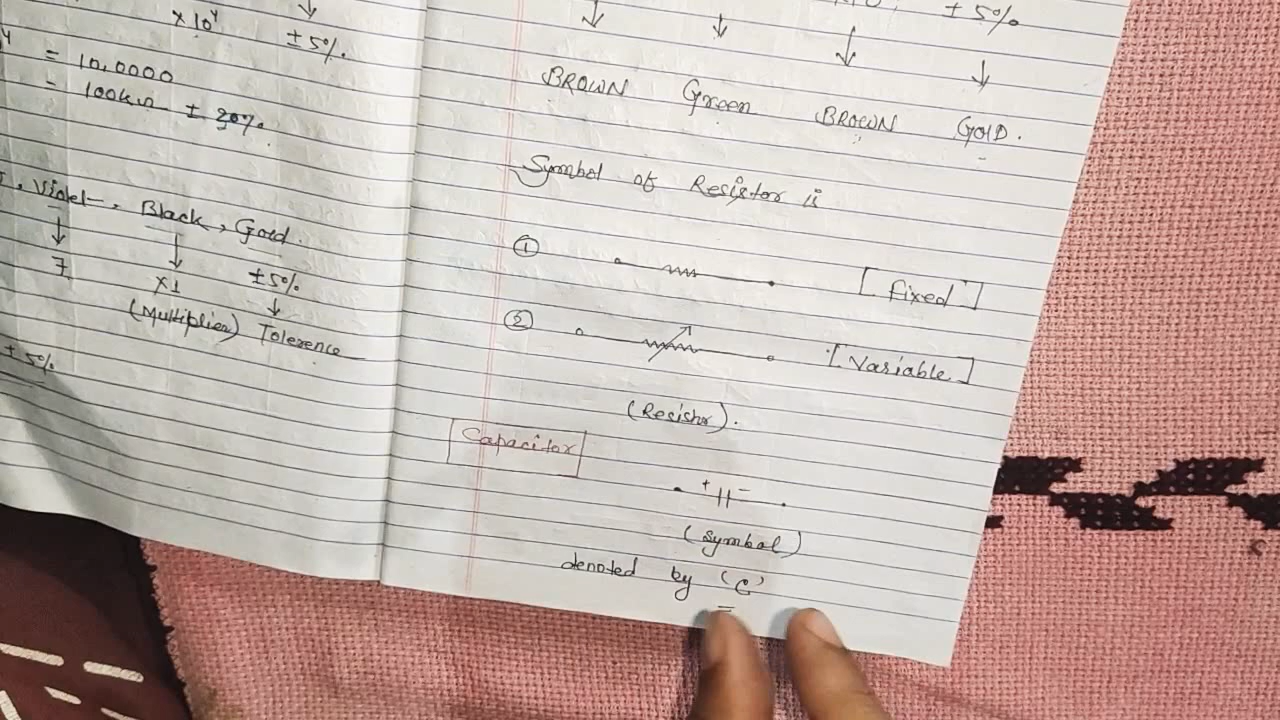 ×10⁴ ±5%.
= 10,0000
= 100kΩ ± 20%.
Violet, Black, Gold.
7 ×1 ±5%
(Multiplier) Tolerence
±5%
±5%
BROWN Green BROWN GOLD.
Symbol of Resistor is
① [Fixed]
② [Variable]
(Resistor).
Capacitor
+ -
(Symbol)
denoted by 'C'